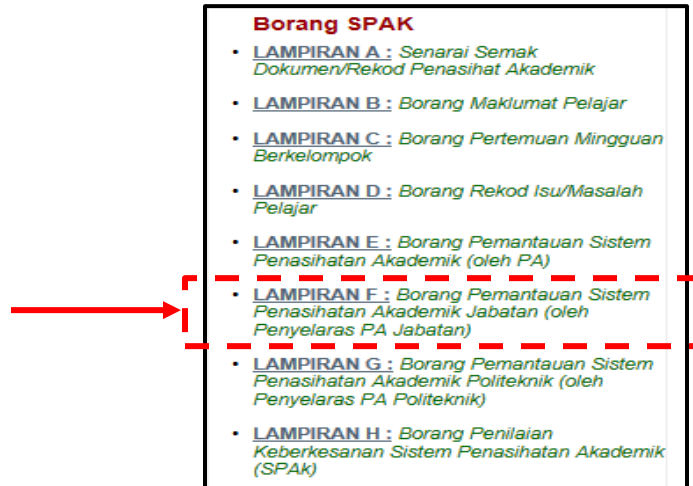 Borang SPAK
• LAMPIRAN A : Senarai Semak
Dokumen/Rekod Penasihat Akademik
• LAMPIRAN B : Borang Maklumat Pelajar
• LAMPIRAN C : Borang Pertemuan Mingguan
Berkelompok
• LAMPIRAN D : Borang Rekod Isu/Masalah
Pelajar
• LAMPIRAN E : Borang Pemantauan Sistem
Penasihatan Akademik (oleh PA)
• LAMPIRAN F : Borang Pemantauan Sistem
Penasihatan Akademik Jabatan (oleh
Penyelaras PA Jabatan)
• LAMPIRAN G : Borang Pemantauan Sistem
Penasihatan Akademik Politeknik (oleh
Penyelaras PA Politeknik)
• LAMPIRAN H : Borang Penilaian
Keberkesanan Sistem Penasihatan Akademik
(SPAk)